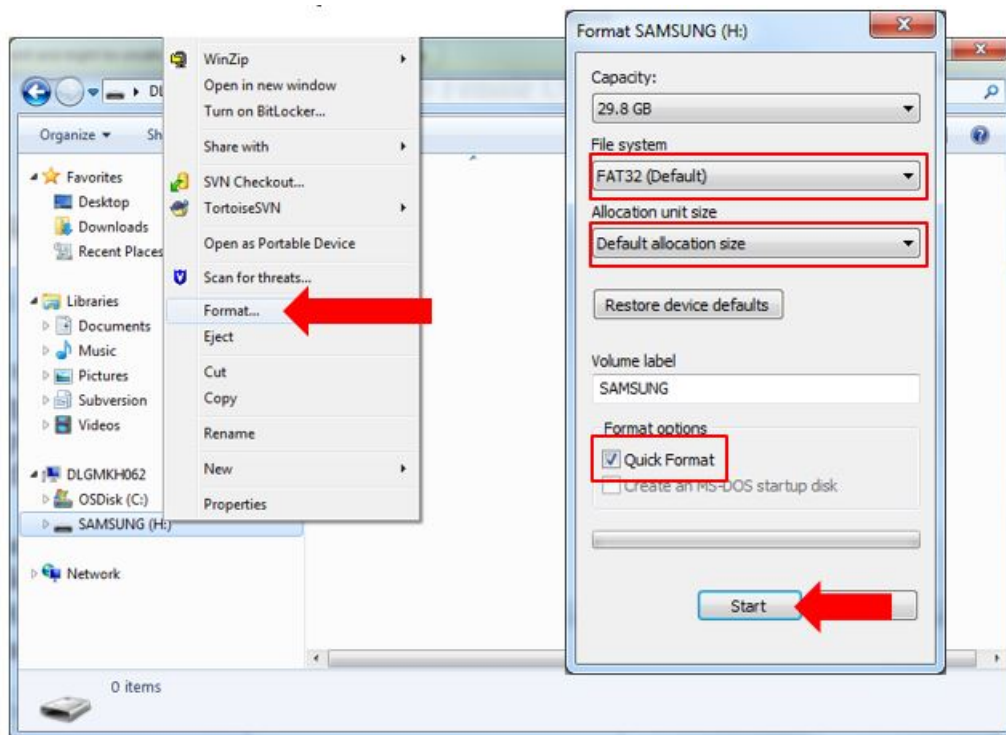 DL
Organize
Sh
Favorites
Desktop
Downloads
Recent Places
Libraries
Documents
Music
Pictures
Subversion
Videos
DLGMKH062
OSDisk (C:)
SAMSUNG (H:)
Network
0 items
WinZip
Open in new window
Turn on BitLocker...
Share with
SVN Checkout...
TortoiseSVN
Open as Portable Device
Scan for threats...
Format...
Eject
Cut
Copy
Rename
New
Properties
Format SAMSUNG (H:)
Capacity:
29.8 GB
File system
FAT32 (Default)
Allocation unit size
Default allocation size
Restore device defaults
Volume label
SAMSUNG
Format options
Quick Format
Create an MS-DOS startup disk
Start